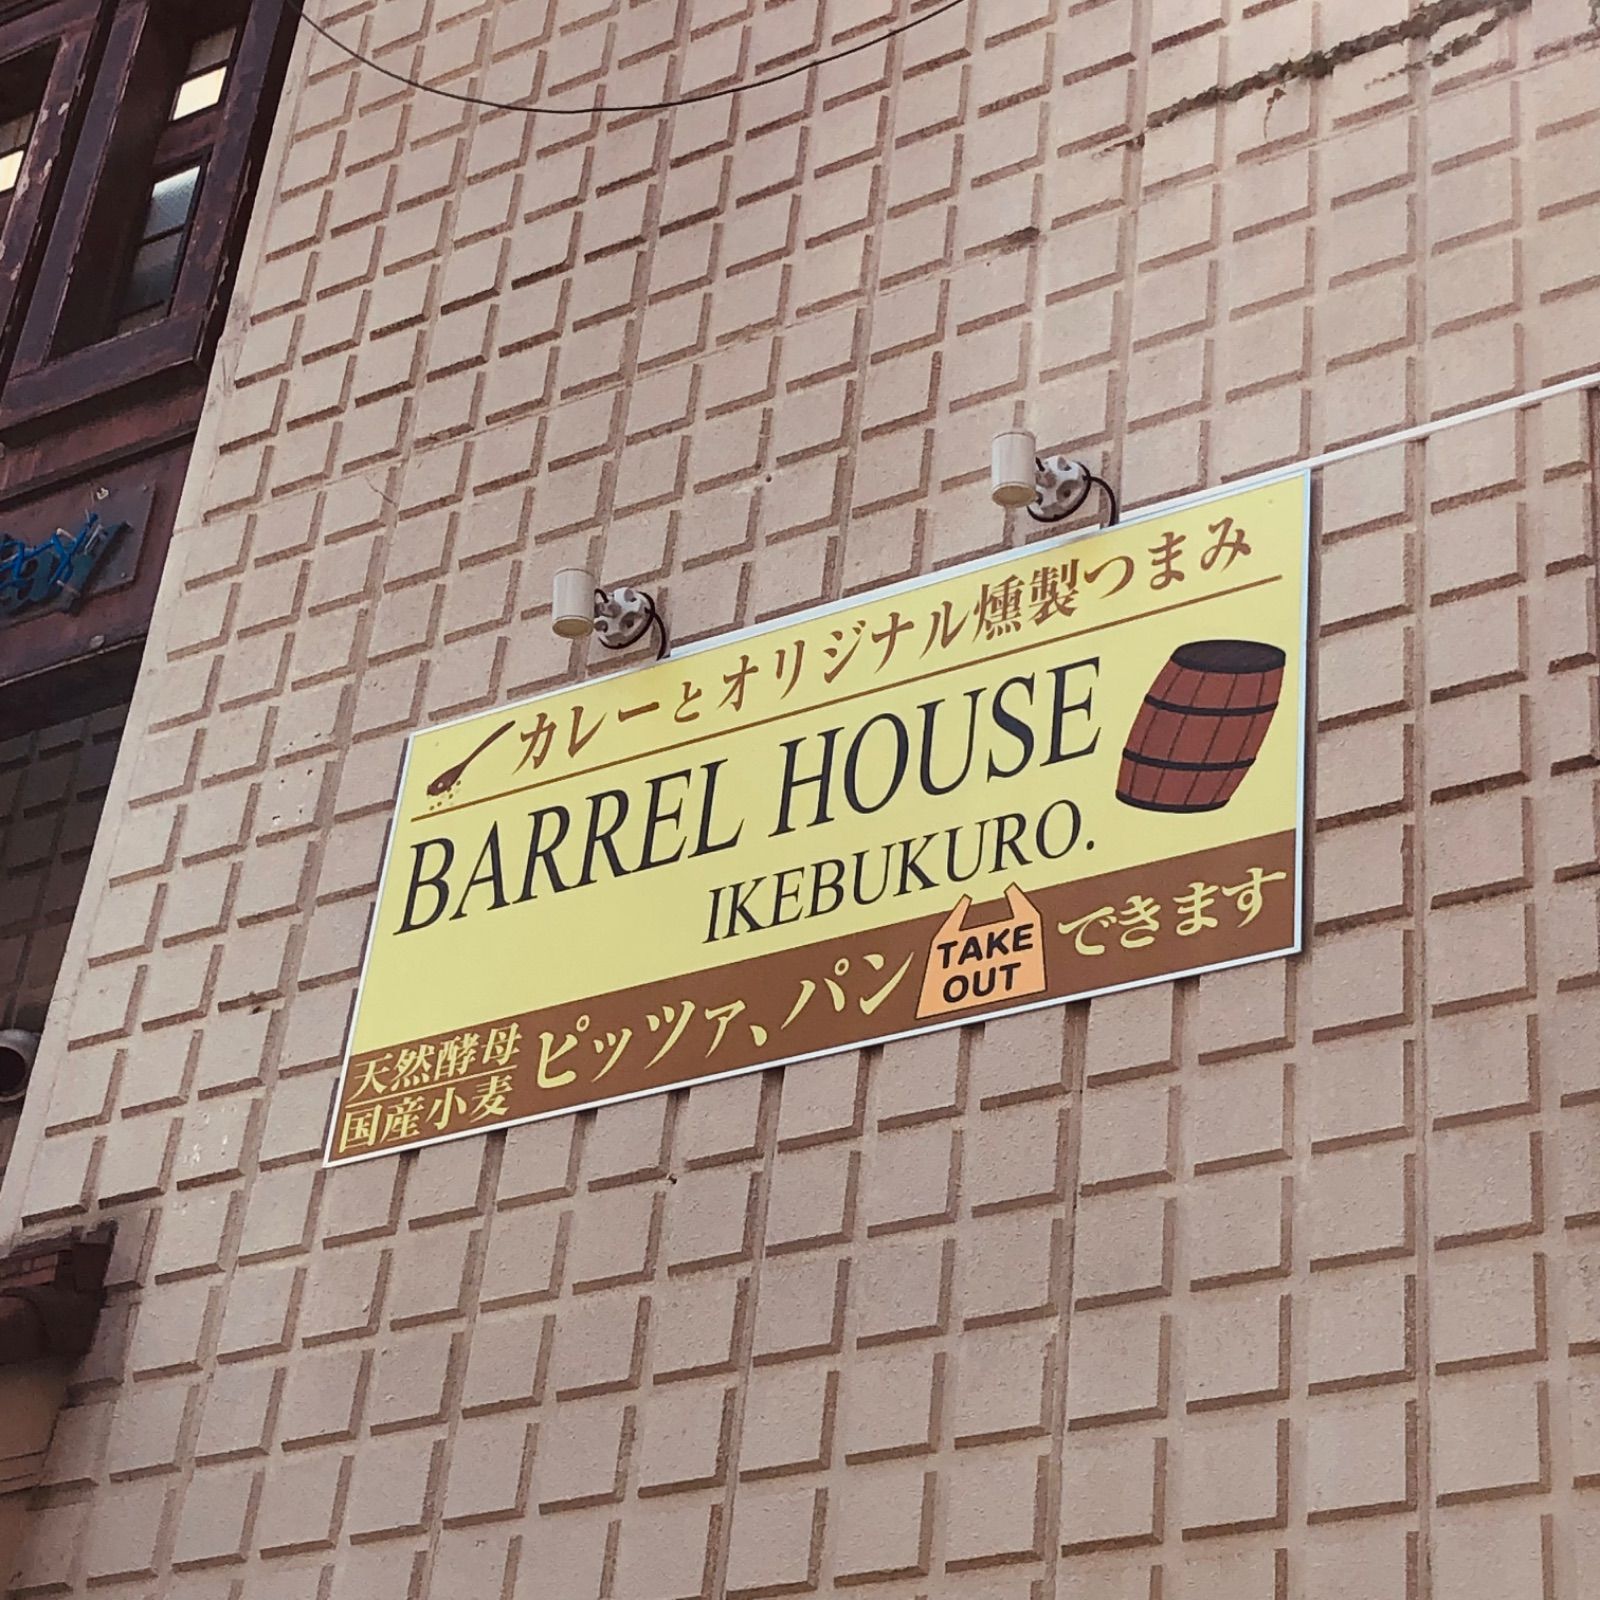 カレーとオリジナル燻製つまみ
BARREL HOUSE
IKEBUKURO.
天然酵母
国産小麦
ピッツァ、パン
TAKE
OUT
できます